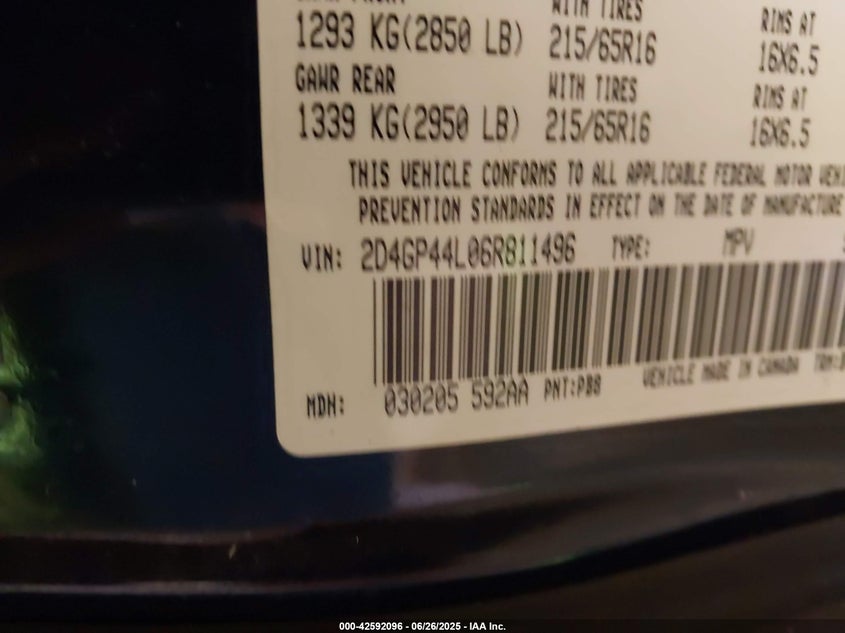 WITH TIRES
RIMS AT
1293 KG(2850 LB) 215/65R16 16X6.5
GAWR REAR WITH TIRES RIMS AT
1339 KG(2950 LB) 215/65R16 16X6.5
THIS VEHICLE CONFORMS TO ALL APPLICABLE FEDERAL MOTOR
PREVENTION STANDARDS IN EFFECT ON THE DATE OF MANUFACTURE
VIN: 2D4GP44L06R811496 TYPE: MPV
VEHICLE MADE IN CANADA
MDH: 030205 592AA PNT:PB8
000-42592096 - 06/26/2025 - IAA Inc.